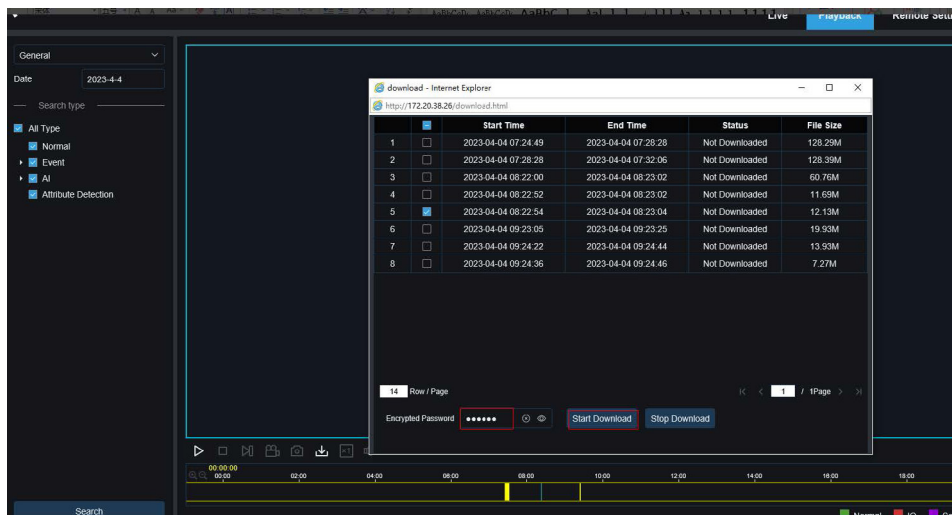 Live Playback Remote Setu
General
Date 2023-4-4
Search type
All Type
Normal
Event
AI
Attribute Detection
Search
download - Internet Explorer
http://172.20.38.26/download.html
Start Time End Time Status File Size
1 2023-04-04 07:24:49 2023-04-04 07:28:28 Not Downloaded 128.29M
2 2023-04-04 07:28:28 2023-04-04 07:32:06 Not Downloaded 128.39M
3 2023-04-04 08:22:00 2023-04-04 08:23:02 Not Downloaded 60.76M
4 2023-04-04 08:22:52 2023-04-04 08:23:02 Not Downloaded 11.69M
5 2023-04-04 08:22:54 2023-04-04 08:23:04 Not Downloaded 12.13M
6 2023-04-04 09:23:05 2023-04-04 09:23:25 Not Downloaded 19.93M
7 2023-04-04 09:24:22 2023-04-04 09:24:44 Not Downloaded 13.93M
8 2023-04-04 09:24:36 2023-04-04 09:24:46 Not Downloaded 7.27M
14 Row / Page 1 / 1Page
Encrypted Password ●●●●●● Start Download Stop Download
00:00:00
00:00 02:00 04:00 06:00 08:00 10:00 12:00 14:00 16:00 18:00
Normal IO